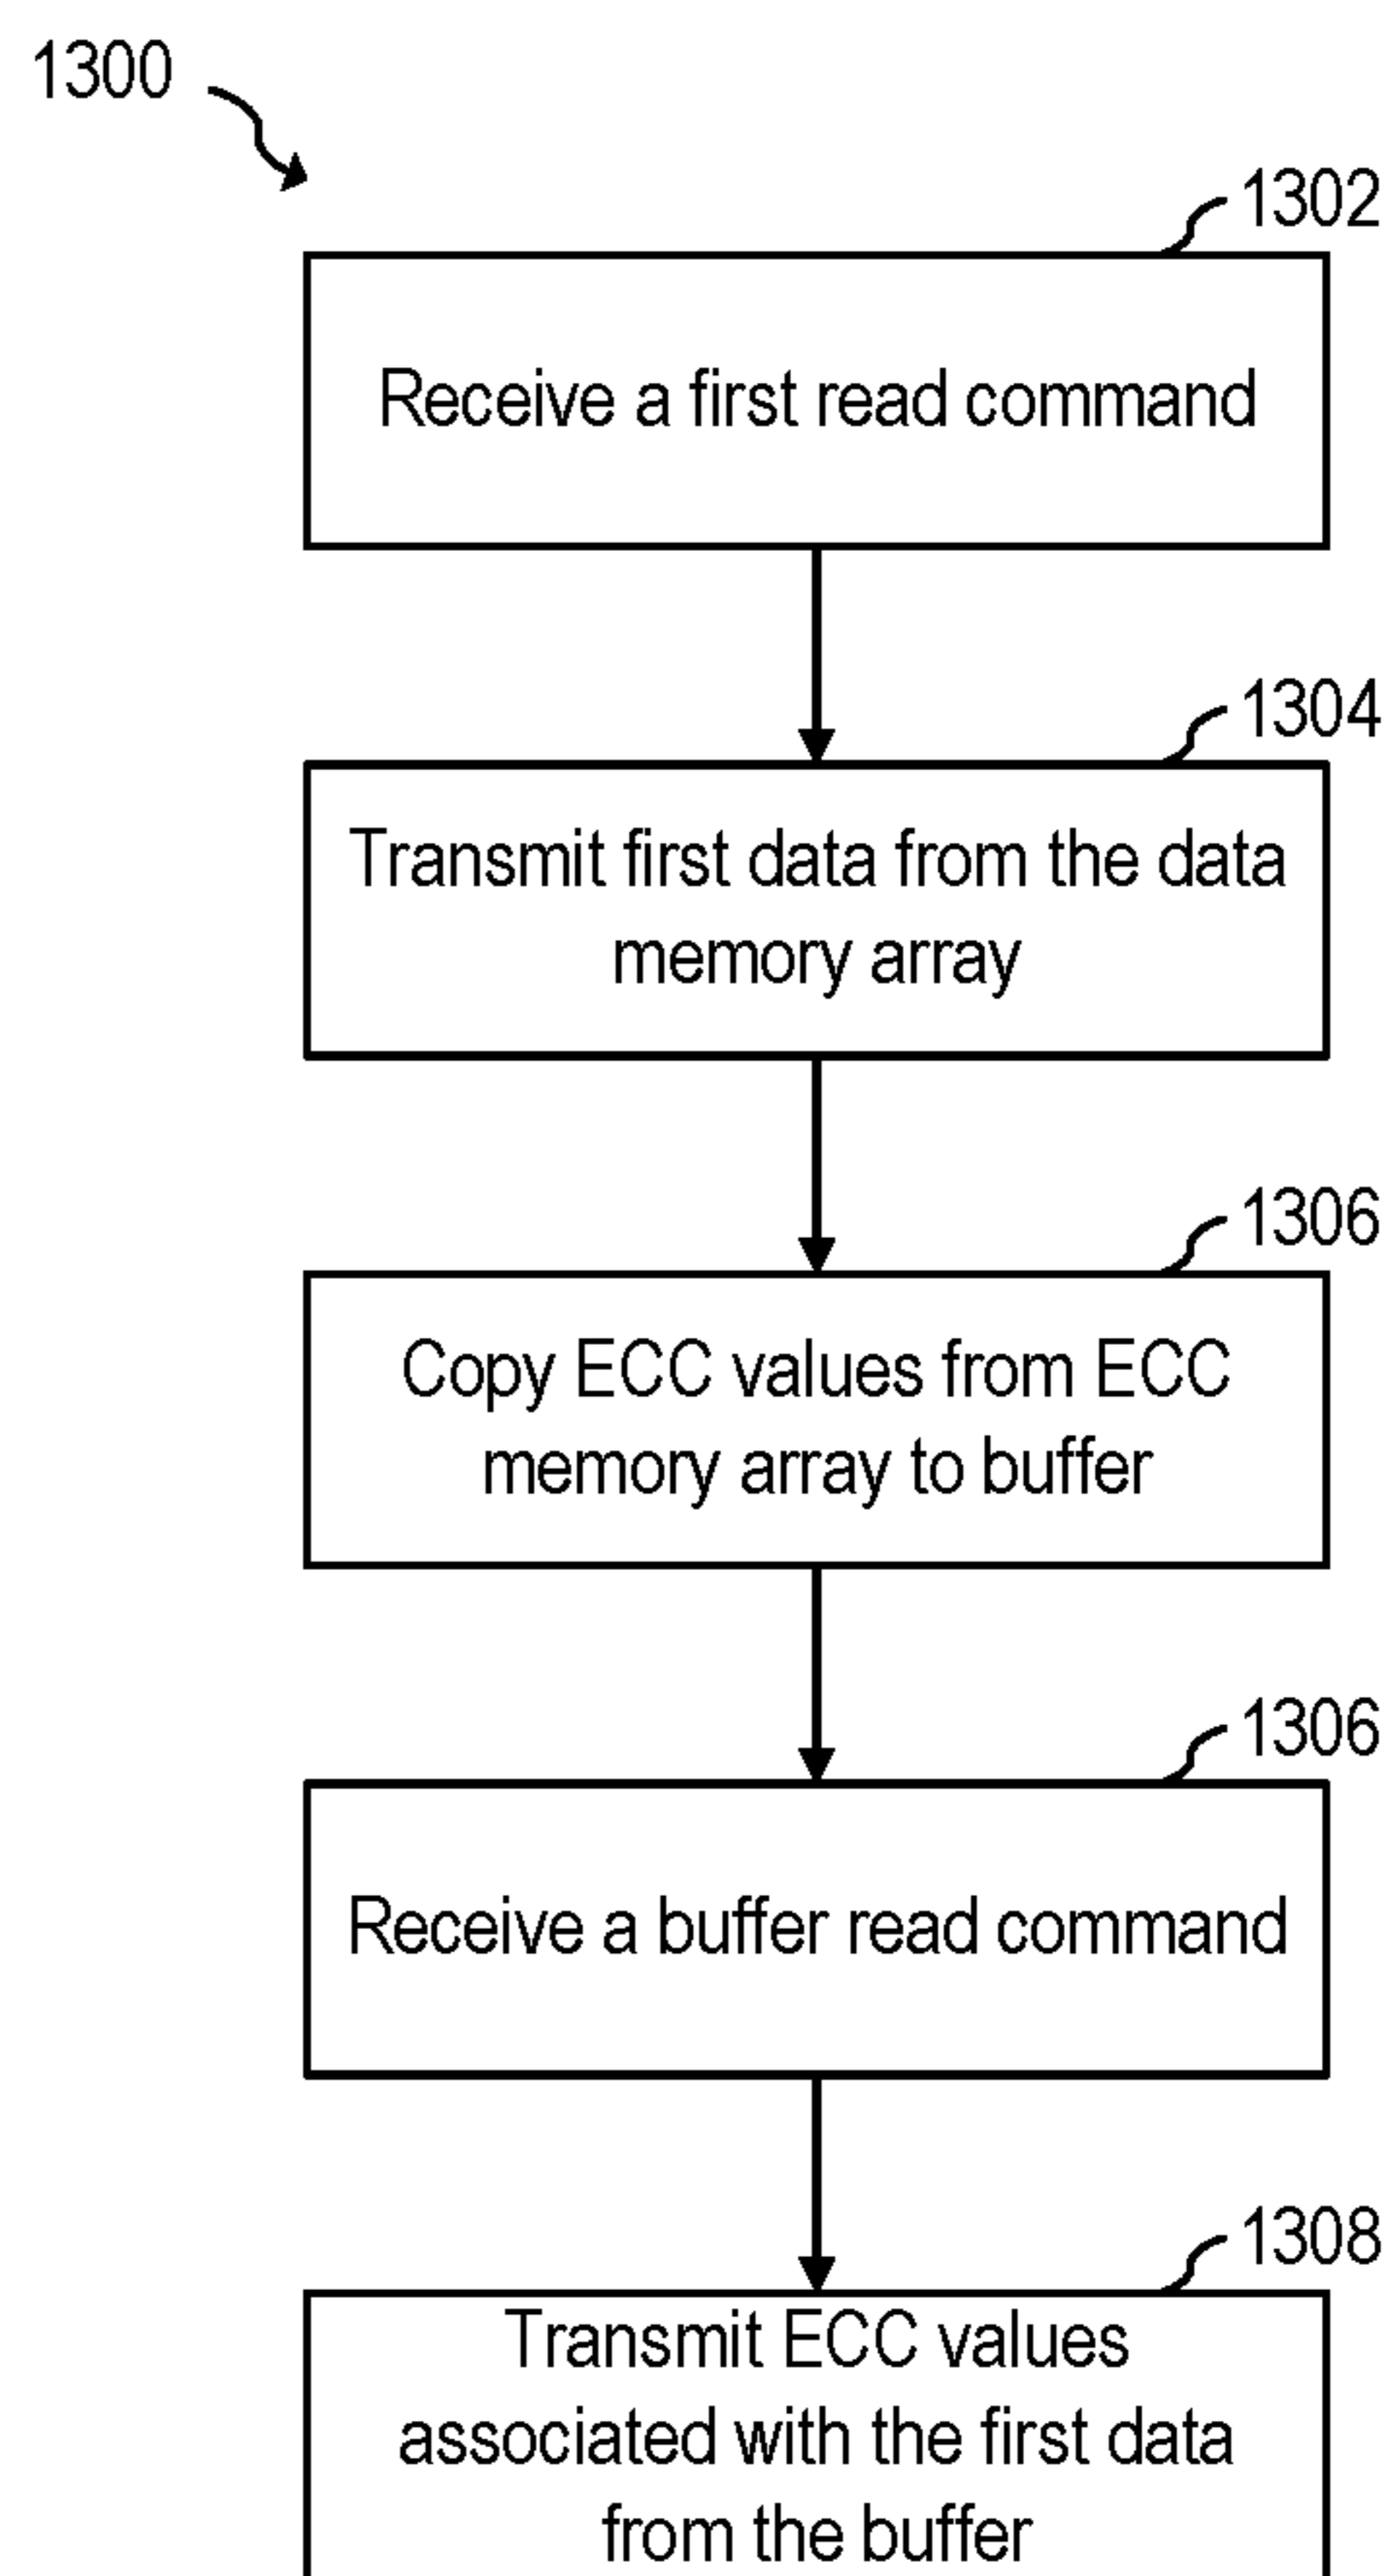 1300
1302
Receive a first read command
1304
Transmit first data from the data
memory array
1306
Copy ECC values from ECC
memory array to buffer
1306
Receive a buffer read command
1308
Transmit ECC values
associated with the first data
from the buffer